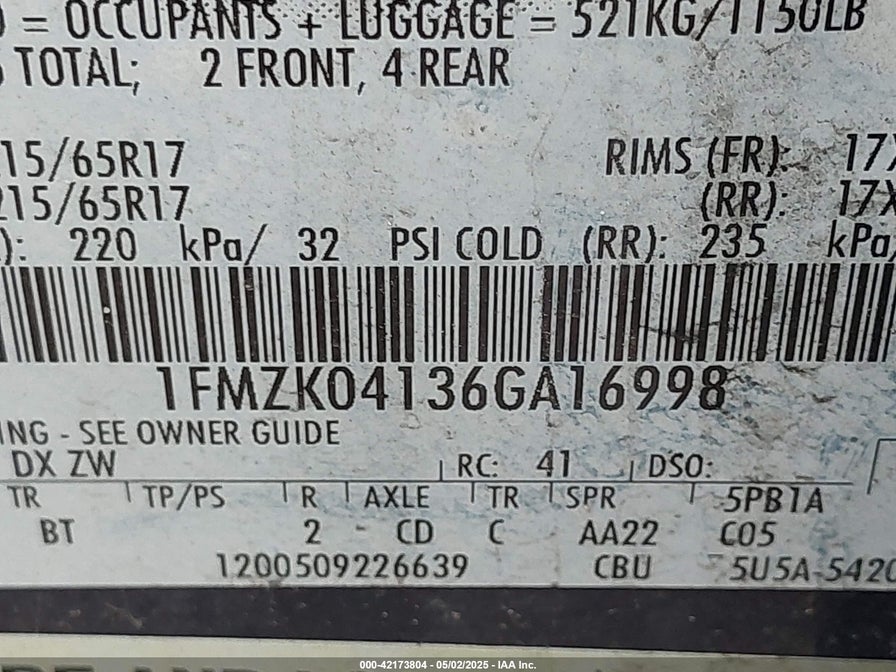 = OCCUPANTS + LUGGAGE = 521KG/1150LB
TOTAL; 2 FRONT, 4 REAR
15/65R17 RIMS (FR): 17X
215/65R17 (RR): 17X
): 220 kPa/ 32 PSI COLD (RR): 235 kPa/
1FMZK04136GA16998
ING - SEE OWNER GUIDE
DX ZW RC: 41 DSO:
TR TP/PS R AXLE TR SPR 5PB1A
BT 2 CD C AA22 C05
1200509226639 CBU 5U5A-5420
000-42173804 - 05/02/2025 - IAA Inc.